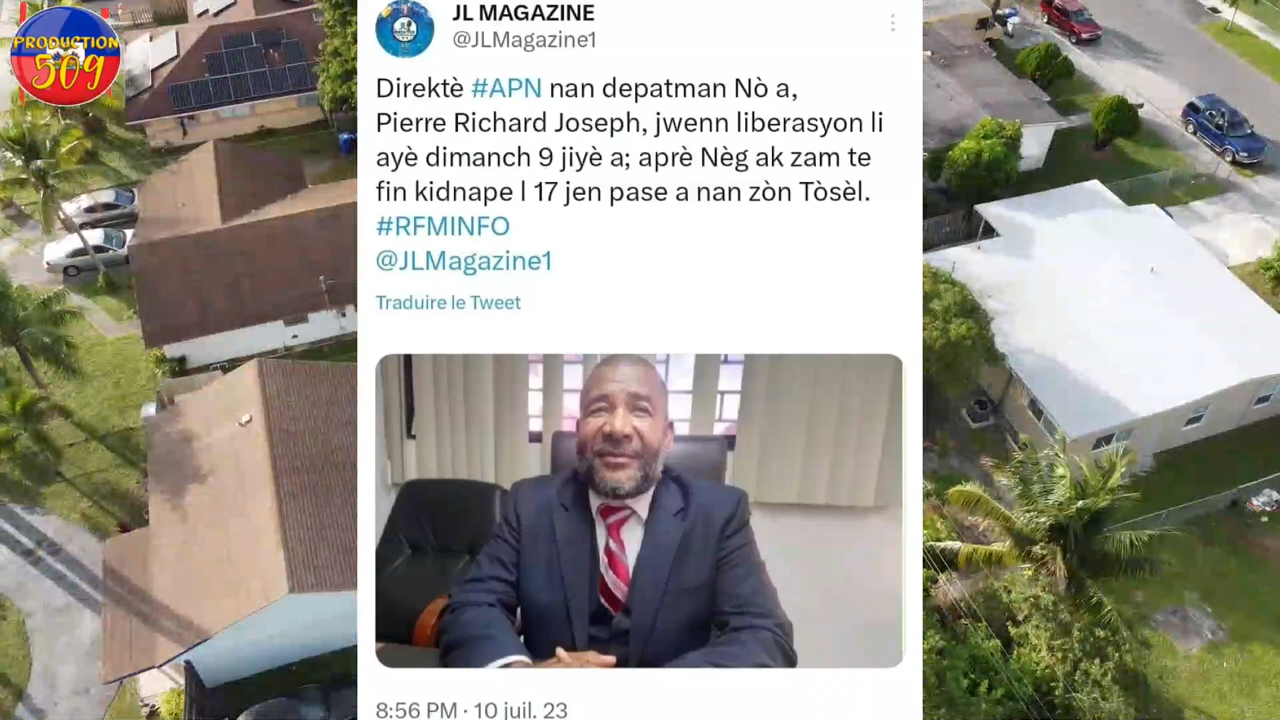 PRODUCTION
509
JL MAGAZINE
@JLMagazine1
Direktè #APN nan depatman Nò a,
Pierre Richard Joseph, jwenn liberasyon li
ayè dimanch 9 jiyè a; aprè Nèg ak zam te
fin kidnape l 17 jen pase a nan zòn Tòsèl.
#RFMINFO
@JLMagazine1
Traduire le Tweet
8:56 PM · 10 juil. 23